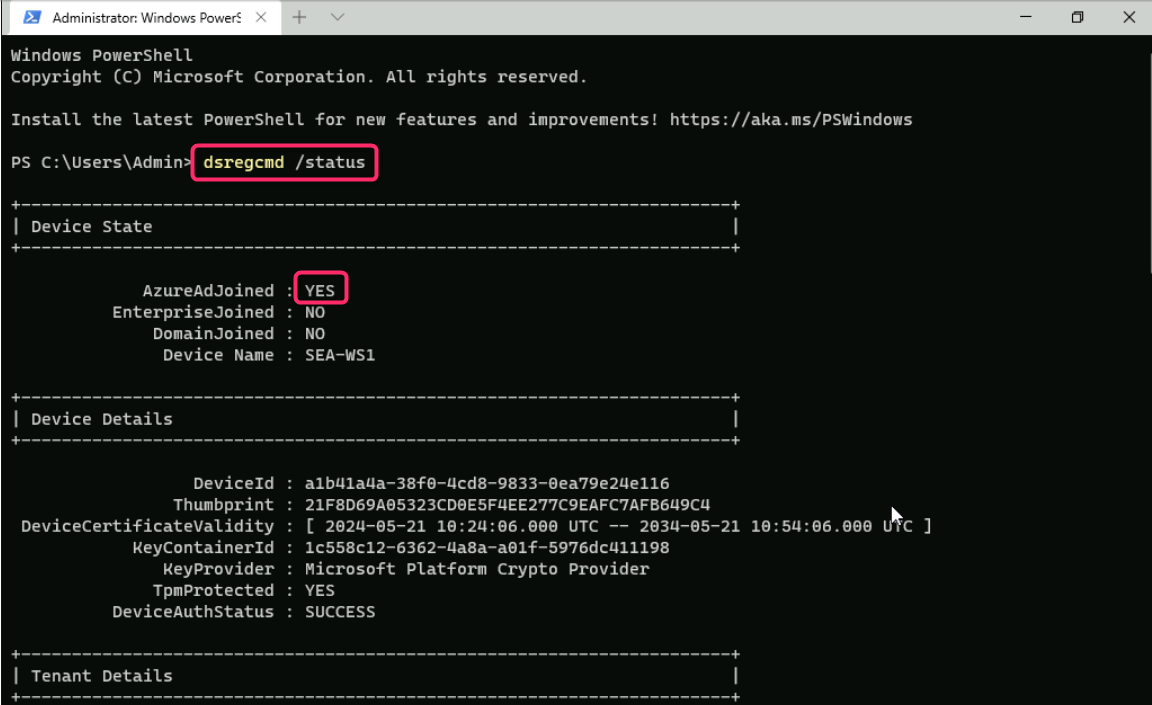 Administrator: Windows PowerS
Windows PowerShell
Copyright (C) Microsoft Corporation. All rights reserved.
Install the latest PowerShell for new features and improvements! https://aka.ms/PSWindows
PS C:\Users\Admin> dsregcmd /status
+----------------------------------------------------------------------+
| Device State                                                         |
+----------------------------------------------------------------------+
AzureAdJoined : YES
EnterpriseJoined : NO
DomainJoined : NO
Device Name : SEA-WS1
+----------------------------------------------------------------------+
| Device Details                                                       |
+----------------------------------------------------------------------+
DeviceId : a1b41a4a-38f0-4cd8-9833-0ea79e24e116
Thumbprint : 21F8D69A05323CD0E5F4EE277C9EAFC7AFB649C4
DeviceCertificateValidity : [ 2024-05-21 10:24:06.000 UTC -- 2034-05-21 10:54:06.000 UTC ]
KeyContainerId : 1c558c12-6362-4a8a-a01f-5976dc411198
KeyProvider : Microsoft Platform Crypto Provider
TpmProtected : YES
DeviceAuthStatus : SUCCESS
+----------------------------------------------------------------------+
| Tenant Details                                                       |
+----------------------------------------------------------------------+